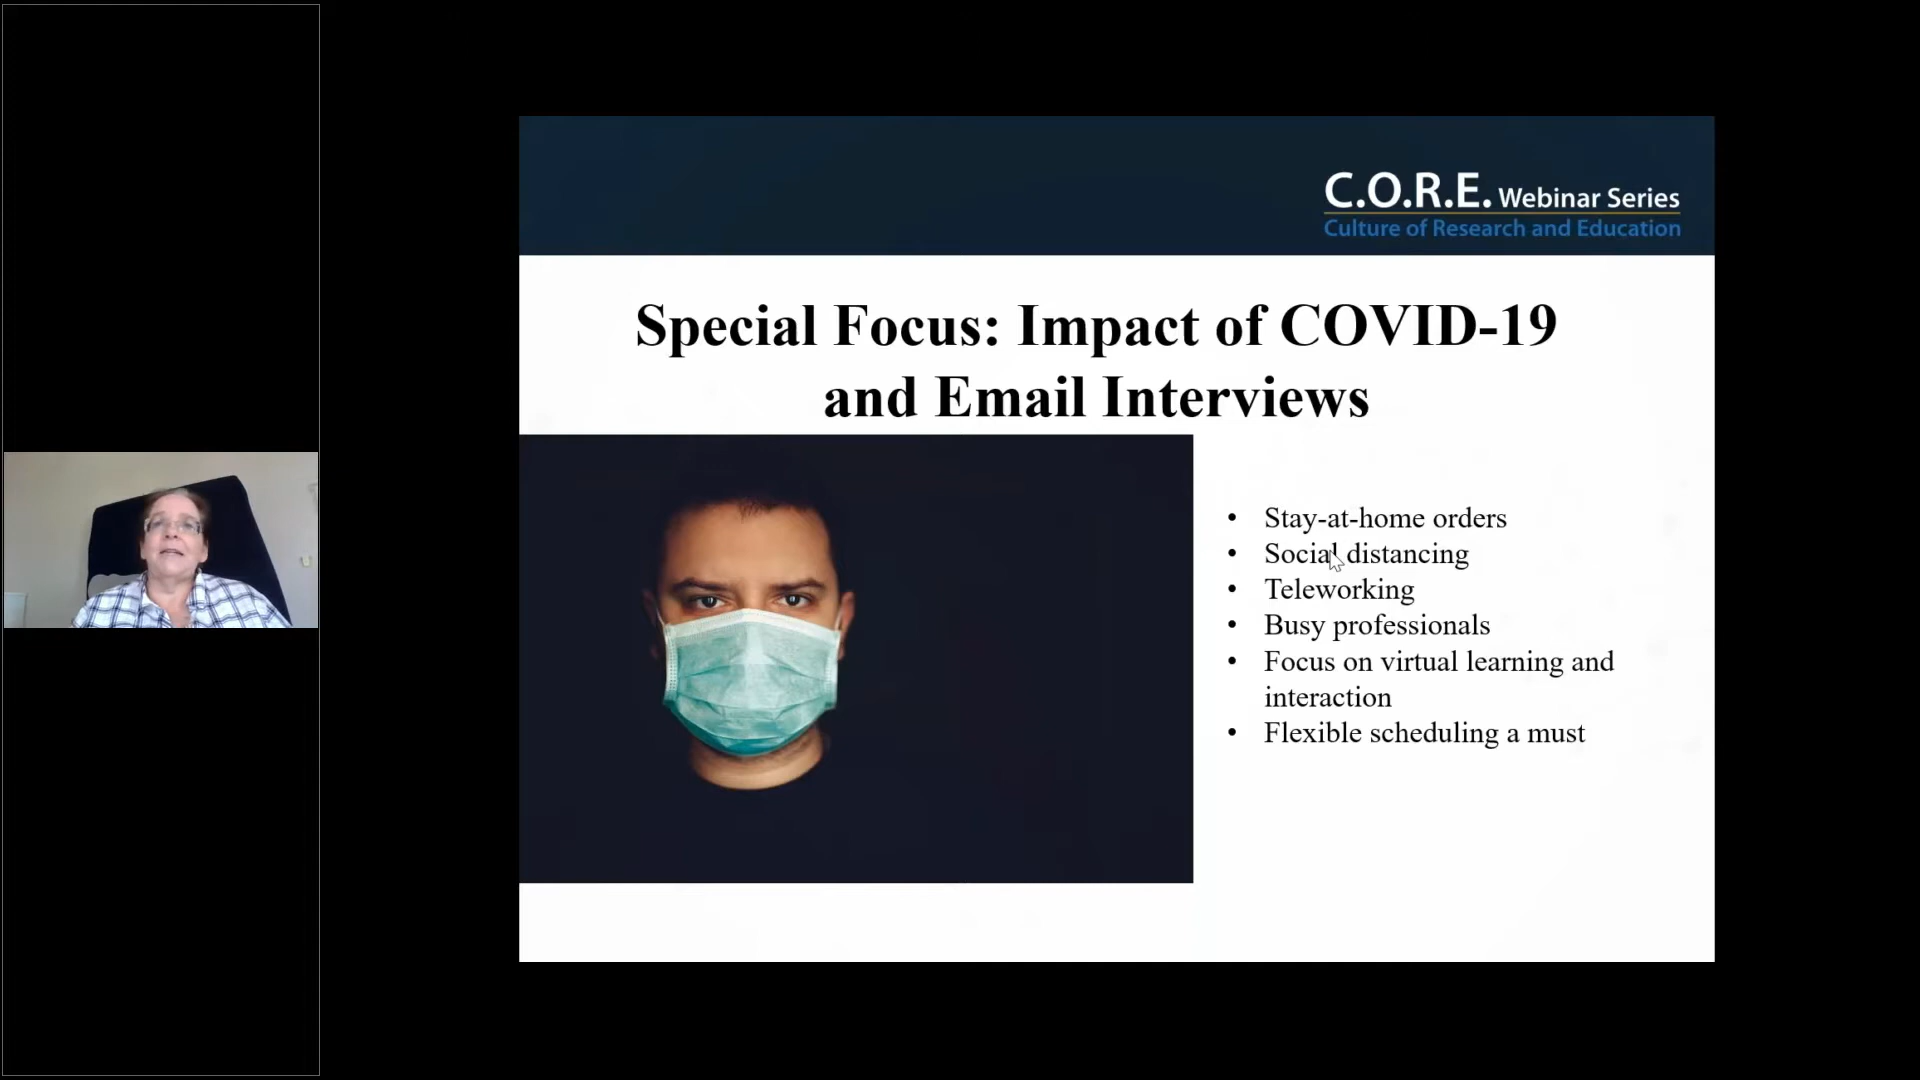 C.O.R.E. Webinar Series
Culture of Research and Education
Special Focus: Impact of COVID-19
and Email Interviews
• Stay-at-home orders
• Social distancing
• Teleworking
• Busy professionals
• Focus on virtual learning and
interaction
• Flexible scheduling a must